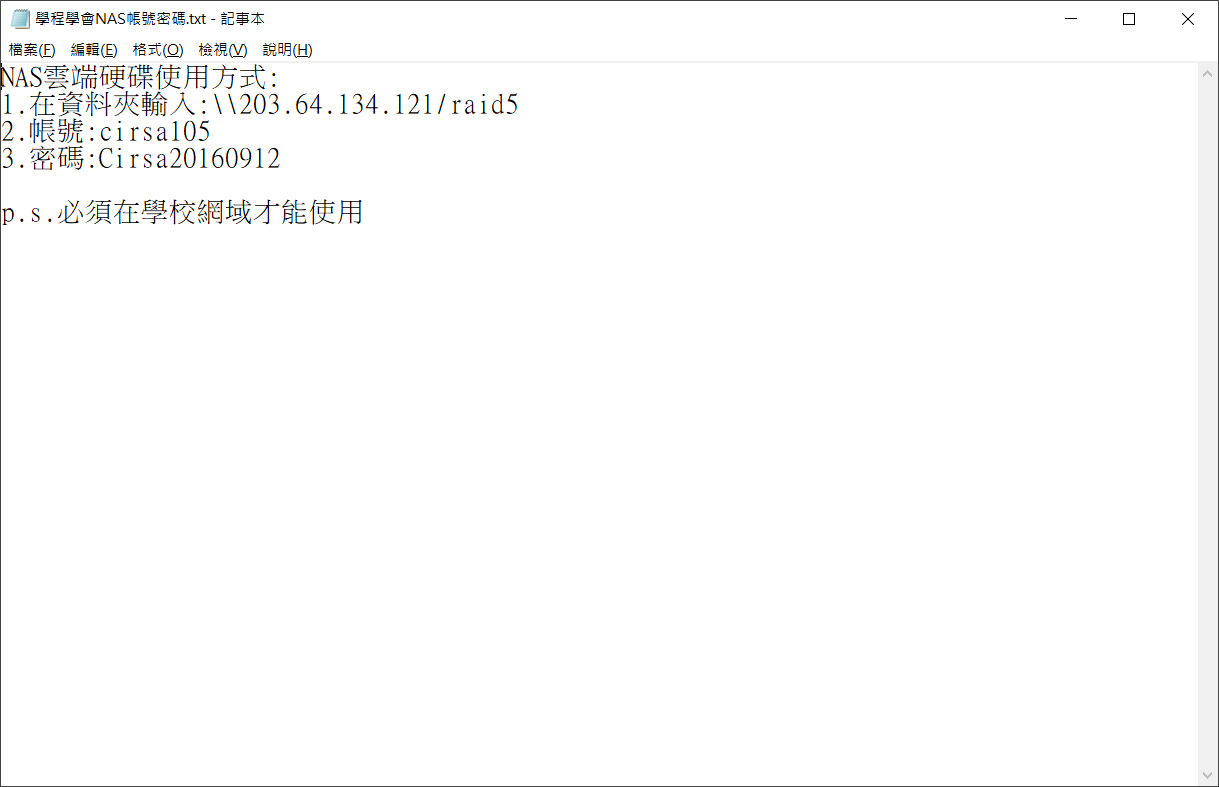 學程學會NAS帳號密碼.txt - 記事本
檔案(F) 編輯(E) 格式(O) 檢視(V) 說明(H)
NAS雲端硬碟使用方式:
1.在資料夾輸入:\\203.64.134.121/raid5
2.帳號:cirsa105
3.密碼:Cirsa20160912
p.s.必須在學校網域才能使用